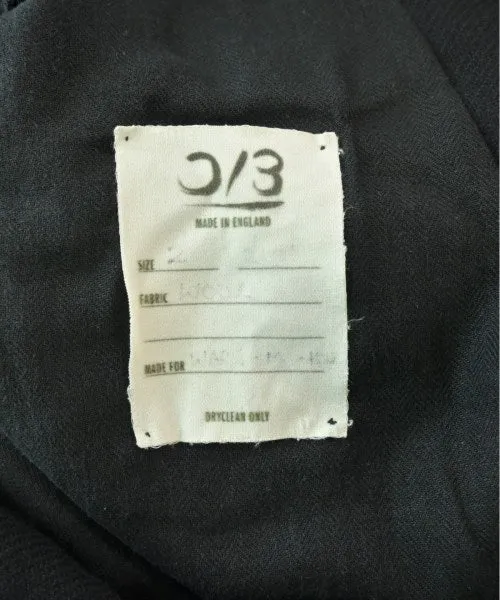 O/3
MADE IN ENGLAND
SIZE
FABRIC
MADE FOR
DRYCLEAN ONLY